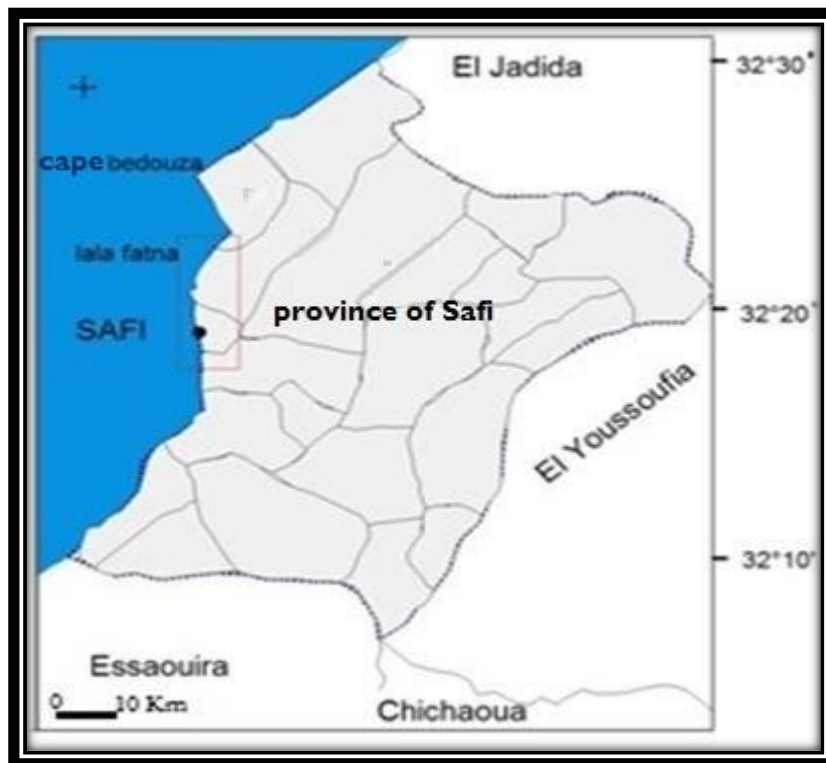 El Jadida
32°30'
cape bedouza
lala fatna
province of Safi
32°20'
SAFI
El Youssoufia
32°10'
Essaouira
0 10 Km
Chichaoua